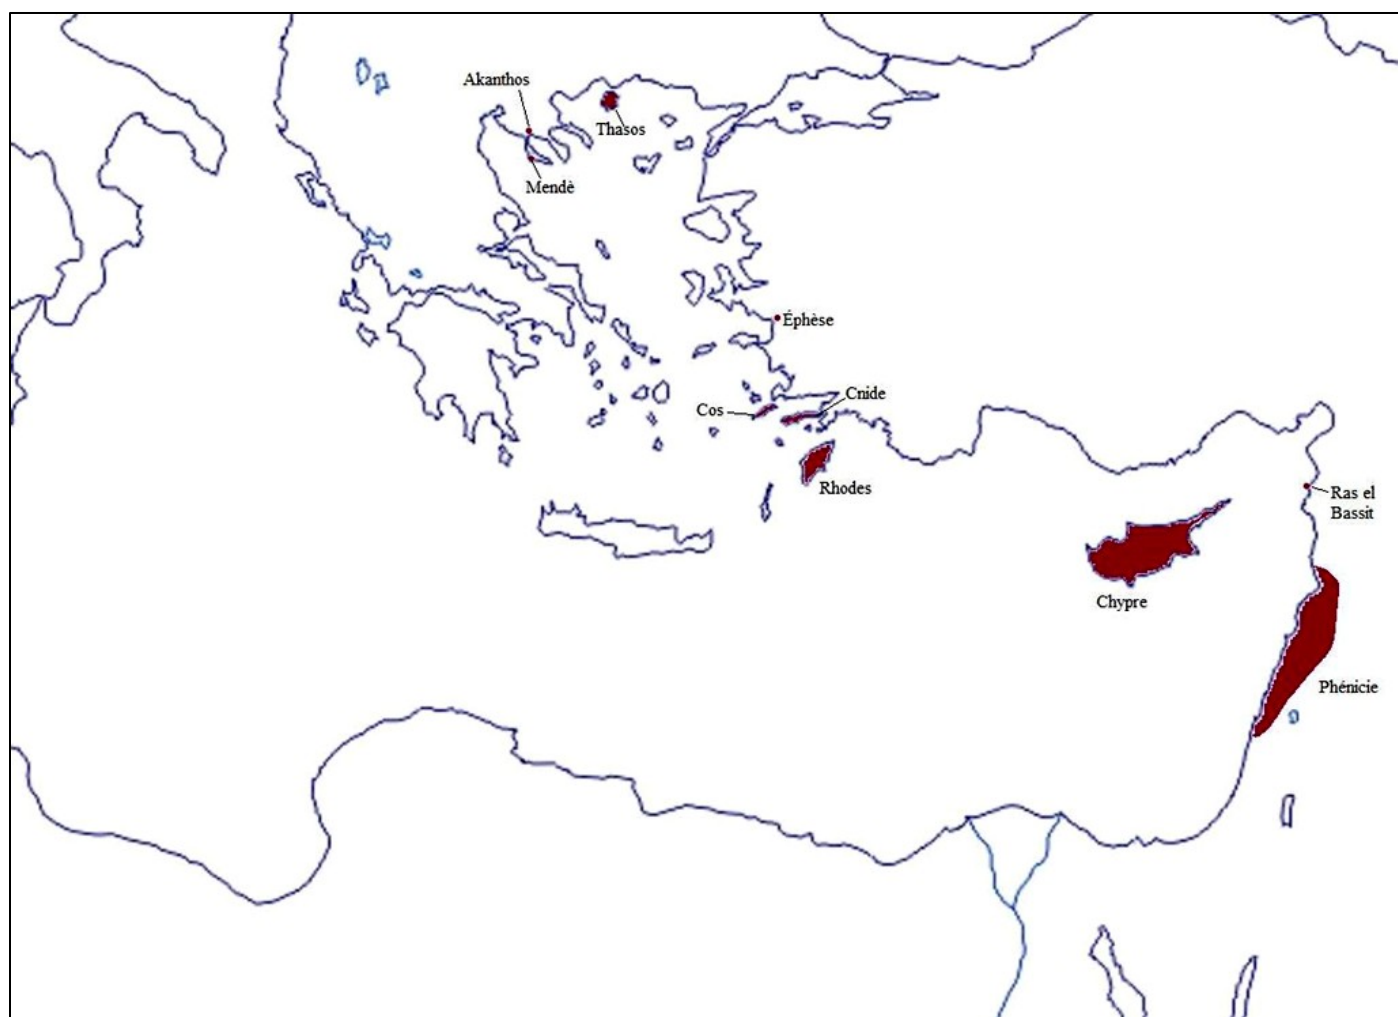 Akanthos
Thasos
Mendè
Éphèse
Cnide
Cos
Rhodes
Ras el
Bassit
Chypre
Phénicie